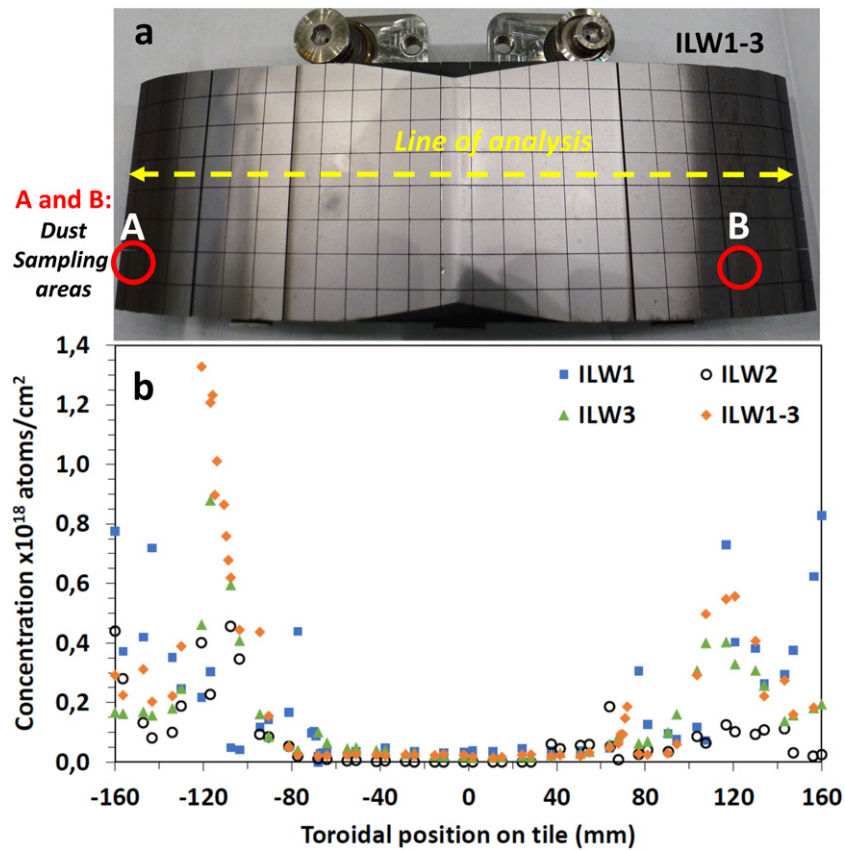 a
ILW1-3
Line of analysis
A and B:
Dust
Sampling
areas
A
B
b
ILW1
ILW2
ILW3
ILW1-3
Concentration x10¹⁸ atoms/cm²
1,4
1,2
1,0
0,8
0,6
0,4
0,2
0,0
-160 -120 -80 -40 0 40 80 120 160
Toroidal position on tile (mm)